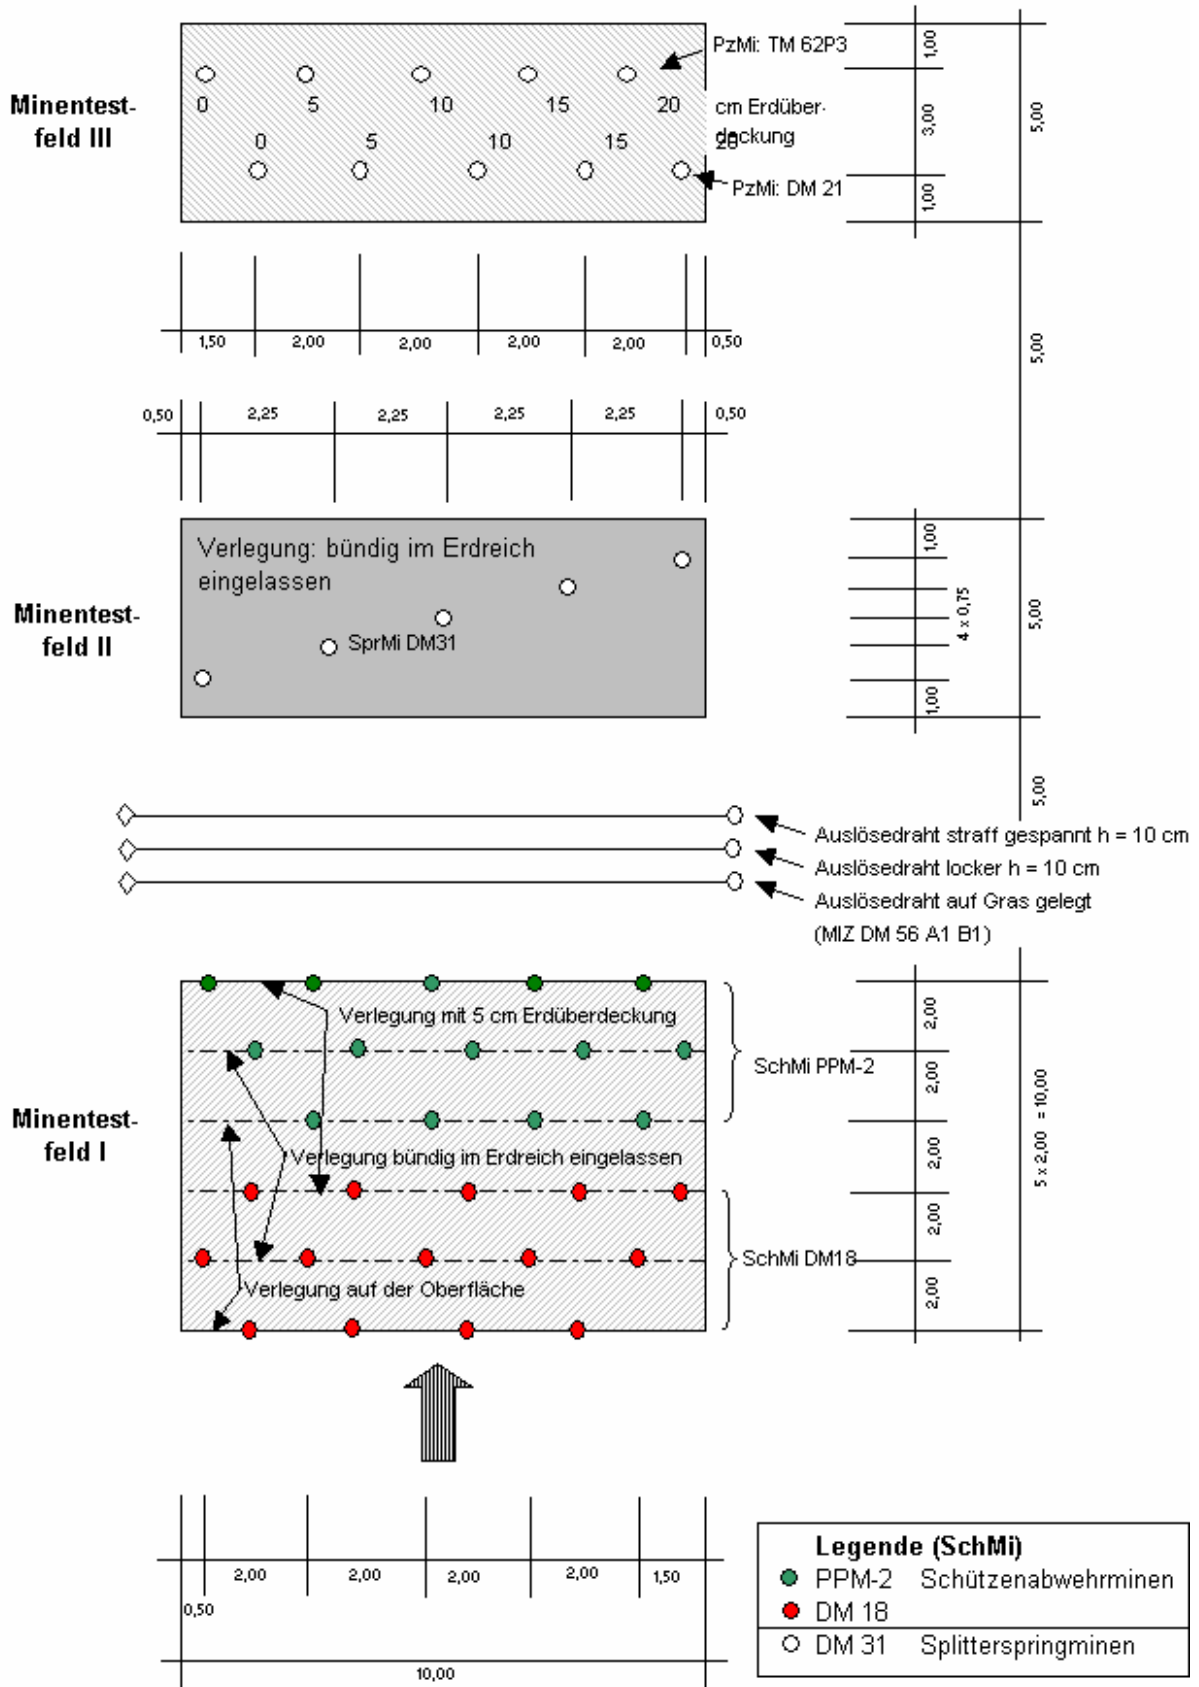 PzMi: TM 62P3
1,00
Minentest-
feld III
0 5 10 15 20
cm Erdüber-
deckung
3,00
5,00
0 5 10 15 20
PzMi: DM 21
1,00
1,50 2,00 2,00 2,00 2,00 0,50
5,00
0,50 2,25 2,25 2,25 2,25 0,50
Verlegung: bündig im Erdreich
eingelassen
1,00
Minentest-
feld II
SprMi DM31
4 x 0,75
5,00
1,00
5,00
Auslösedraht straff gespannt h = 10 cm
Auslösedraht locker h = 10 cm
Auslösedraht auf Gras gelegt
(MIZ DM 56 A1 B1)
Verlegung mit 5 cm Erdüberdeckung
2,00
SchMi PPM-2
2,00
Minentest-
feld I
Verlegung bündig im Erdreich eingelassen
2,00
5 x 2,00 = 10,00
2,00
SchMi DM18
Verlegung auf der Oberfläche
2,00
2,00 2,00 2,00 2,00 1,50
0,50
10,00
Legende (SchMi)
PPM-2 Schützenabwehrminen
DM 18
DM 31 Splitterspringminen